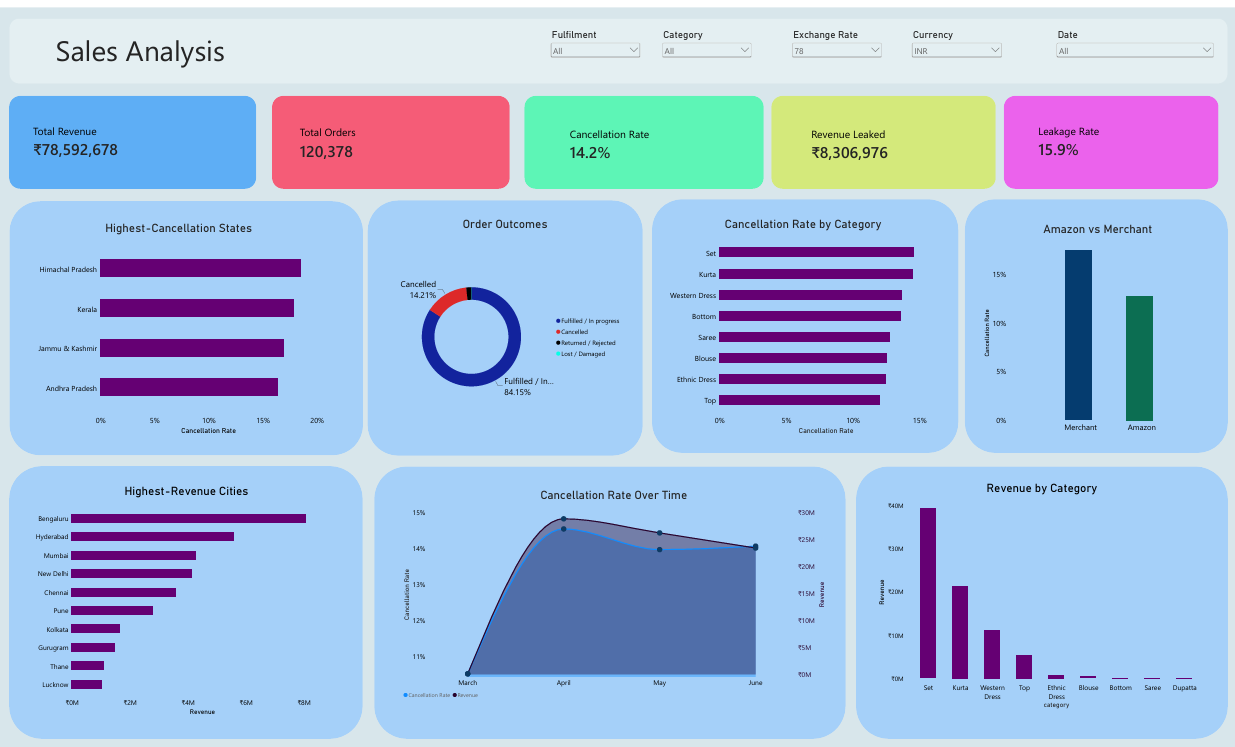 Sales Analysis
Fulfilment
All
Category
All
Exchange Rate
78
Currency
INR
Date
All
Total Revenue
₹78,592,678
Total Orders
120,378
Cancellation Rate
14.2%
Revenue Leaked
₹8,306,976
Leakage Rate
15.9%
Highest-Cancellation States
Himachal Pradesh
Kerala
Jammu & Kashmir
Andhra Pradesh
0% 5% 10% 15% 20%
Cancellation Rate
Order Outcomes
Cancelled
14.21%
Fulfilled / In...
84.15%
Fulfilled / In progress
Cancelled
Returned / Rejected
Lost / Damaged
Cancellation Rate by Category
Set
Kurta
Western Dress
Bottom
Saree
Blouse
Ethnic Dress
Top
0% 5% 10% 15%
Cancellation Rate
Amazon vs Merchant
Cancellation Rate
15%
10%
5%
0%
Merchant Amazon
Highest-Revenue Cities
Bengaluru
Hyderabad
Mumbai
New Delhi
Chennai
Pune
Kolkata
Gurugram
Thane
Lucknow
₹0M ₹2M ₹4M ₹6M ₹8M
Revenue
Cancellation Rate Over Time
Cancellation Rate
15%
14%
13%
12%
11%
₹30M
₹25M
₹20M
₹15M
₹10M
₹5M
₹0M
Revenue
March April May June
Cancellation Rate Revenue
Revenue by Category
Revenue
₹40M
₹30M
₹20M
₹10M
₹0M
Set Kurta Western Top Ethnic Blouse Bottom Saree Dupatta
Dress Dress
category